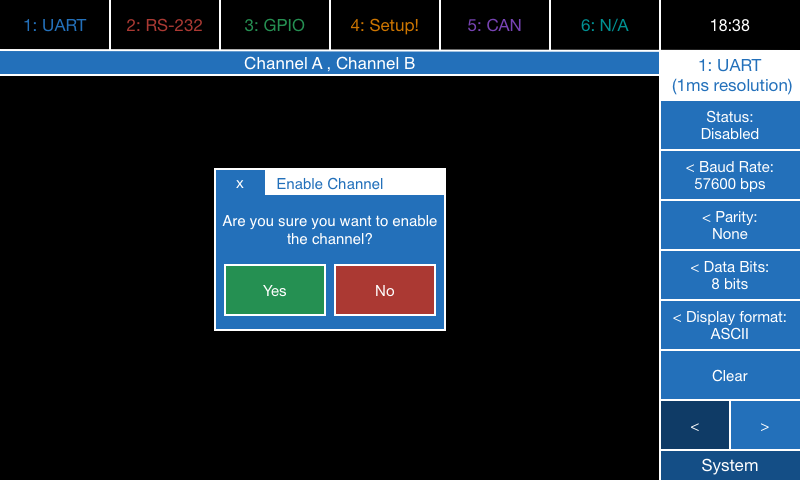 1: UART
2: RS-232
3: GPIO
4: Setup!
5: CAN
6: N/A
18:38
Channel A , Channel B
1: UART
(1ms resolution)
Status:
Disabled
< Baud Rate:
57600 bps
< Parity:
None
< Data Bits:
8 bits
< Display format:
ASCII
Clear
<
>
System
x
Enable Channel
Are you sure you want to enable
the channel?
Yes
No